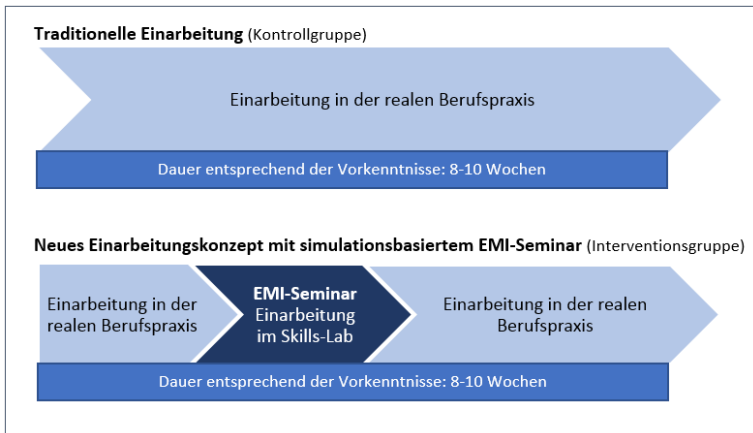 Traditionelle Einarbeitung (Kontrollgruppe)
Einarbeitung in der realen Berufspraxis
Dauer entsprechend der Vorkenntnisse: 8-10 Wochen
Neues Einarbeitungskonzept mit simulationsbasiertem EMI-Seminar (Interventionsgruppe)
Einarbeitung in der
realen Berufspraxis
EMI-Seminar
Einarbeitung
im Skills-Lab
Einarbeitung in der realen
Berufspraxis
Dauer entsprechend der Vorkenntnisse: 8-10 Wochen